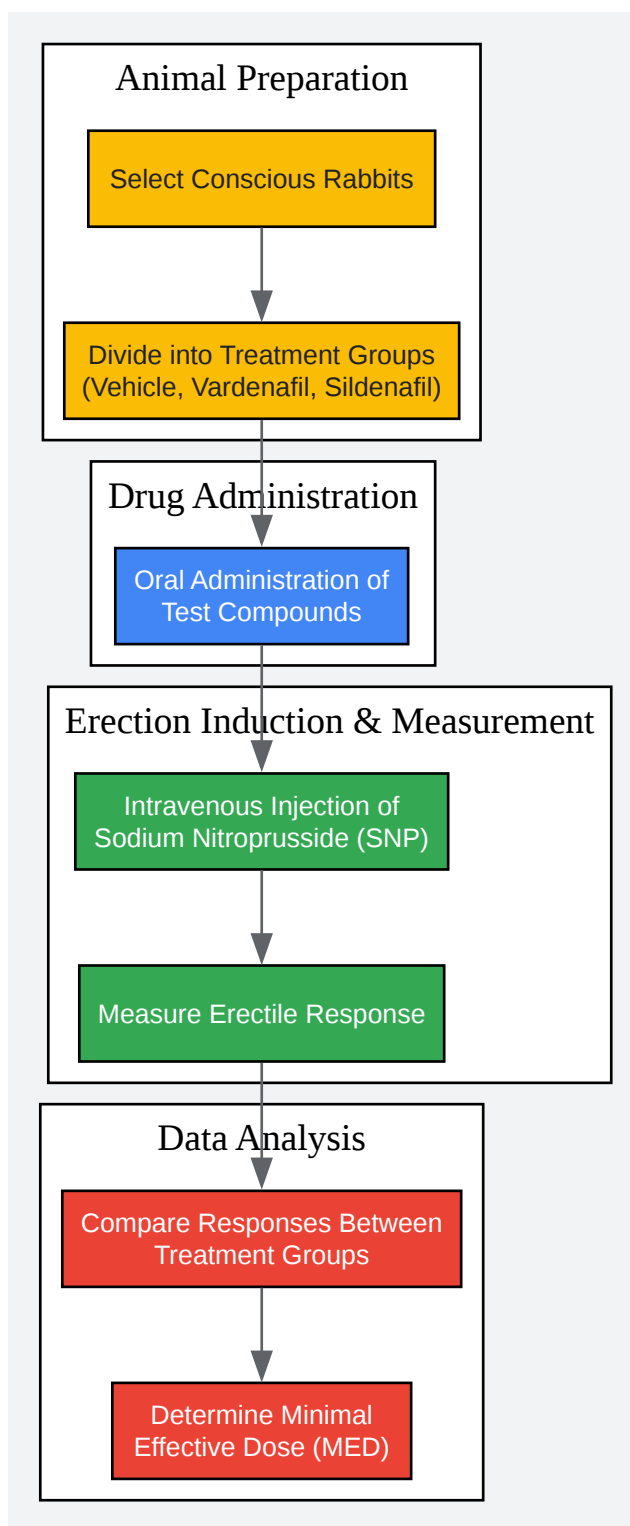 Animal Preparation
Select Conscious Rabbits
Divide into Treatment Groups
(Vehicle, Vardenafil, Sildenafil)
Drug Administration
Oral Administration of
Test Compounds
Erection Induction & Measurement
Intravenous Injection of
Sodium Nitroprusside (SNP)
Measure Erectile Response
Data Analysis
Compare Responses Between
Treatment Groups
Determine Minimal
Effective Dose (MED)